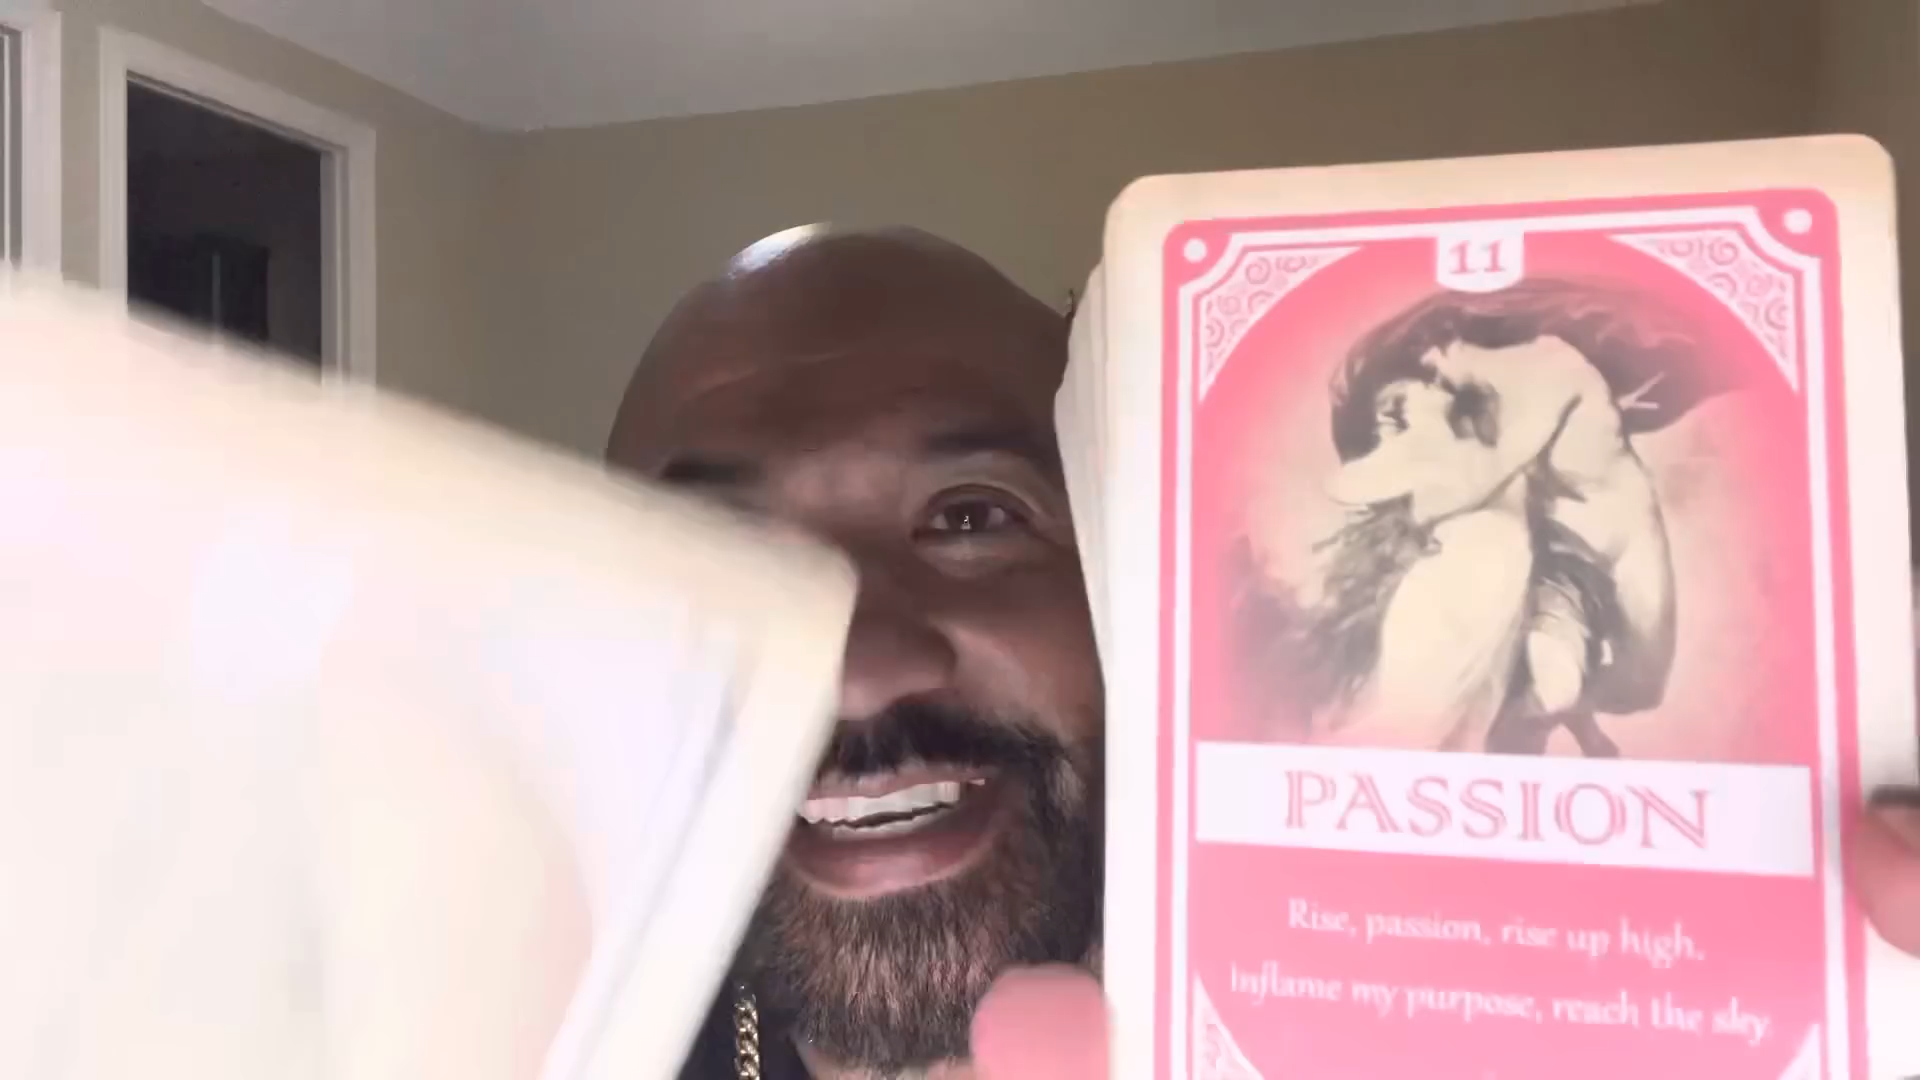 11
PASSION
Rise, passion, rise up high.
Inflame my purpose, reach the sky